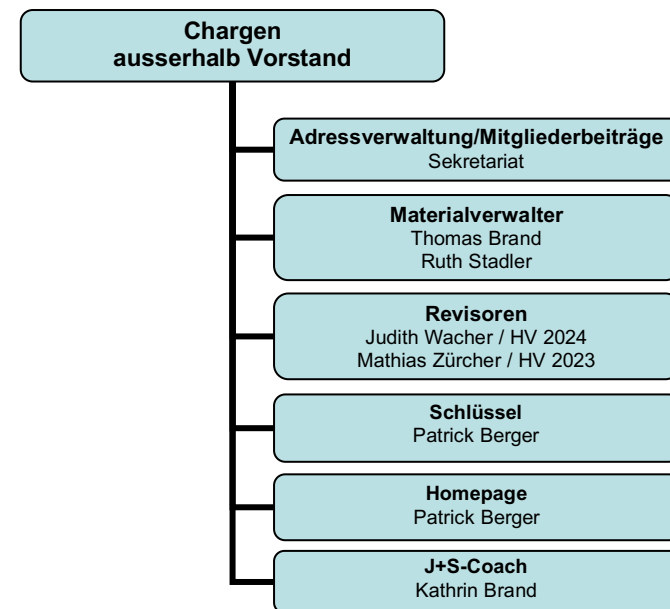 Chargen
ausserhalb Vorstand
Adressverwaltung/Mitgliederbeiträge
Sekretariat
Materialverwalter
Thomas Brand
Ruth Stadler
Revisoren
Judith Wacher / HV 2024
Mathias Zürcher / HV 2023
Schlüssel
Patrick Berger
Homepage
Patrick Berger
J+S-Coach
Kathrin Brand